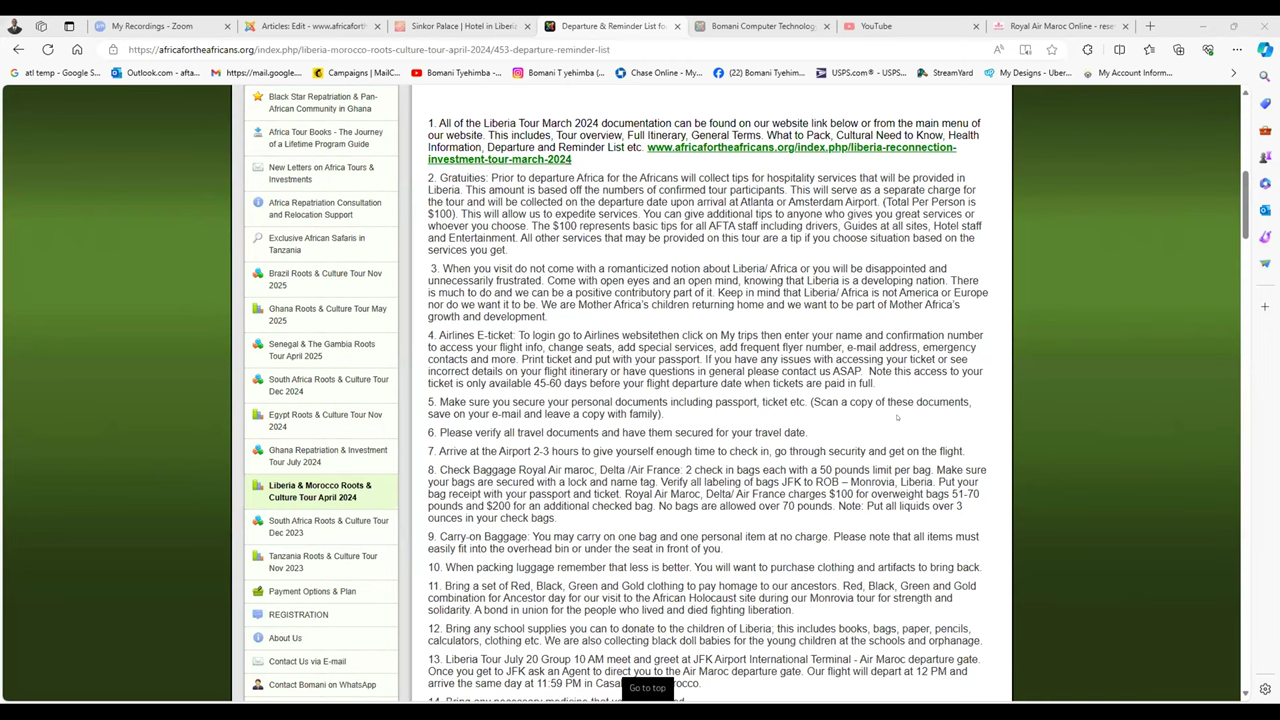 My Recordings - Zoom
Articles: Edit - www.africaforth
Sinkor Palace | Hotel in Liberia
Departure & Reminder List fo
Bomani Computer Technology
YouTube
Royal Air Maroc Online - rese
https://africafortheafricans.org/index.php/liberia-morocco-roots-culture-tour-april-2024/453-departure-reminder-list
atl temp - Google S...
Outlook.com - afta...
https://mail.google....
Campaigns | MailC...
Bomani Tyehimba -...
Bomani T yehimba (...
Chase Online - My...
(22) Bomani Tyehim...
USPS.com® - USPS...
StreamYard
My Designs - Uber...
My Account Inform...
Black Star Repatriation & Pan-
African Community in Ghana
Africa Tour Books - The Journey
of a Lifetime Program Guide
New Letters on Africa Tours &
Investments
Africa Repatriation Consultation
and Relocation Support
Exclusive African Safaris in
Tanzania
Brazil Roots & Culture Tour Nov
2025
Ghana Roots & Culture Tour May
2025
Senegal & The Gambia Roots
Tour April 2025
South Africa Roots & Culture Tour
Dec 2024
Egypt Roots & Culture Tour Nov
2024
Ghana Repatriation & Investment
Tour July 2024
Liberia & Morocco Roots &
Culture Tour April 2024
South Africa Roots & Culture Tour
Dec 2023
Tanzania Roots & Culture Tour
Nov 2023
Payment Options & Plan
REGISTRATION
About Us
Contact Us via E-mail
Contact Bomani on WhatsApp
1. All of the Liberia Tour March 2024 documentation can be found on our website link below or from the main menu of
our website. This includes, Tour overview, Full Itinerary, General Terms. What to Pack, Cultural Need to Know, Health
Information, Departure and Reminder List etc. www.africafortheafricans.org/index.php/liberia-reconnection-
investment-tour-march-2024
2. Gratuities: Prior to departure Africa for the Africans will collect tips for hospitality services that will be provided in
Liberia. This amount is based off the numbers of confirmed tour participants. This will serve as a separate charge for
the tour and will be collected on the departure date upon arrival at Atlanta or Amsterdam Airport. (Total Per Person is
$100). This will allow us to expedite services. You can give additional tips to anyone who gives you great services or
whoever you choose. The $100 represents basic tips for all AFTA staff including drivers, Guides at all sites, Hotel staff
and Entertainment. All other services that may be provided on this tour are a tip if you choose situation based on the
services you get.
3. When you visit do not come with a romanticized notion about Liberia/ Africa or you will be disappointed and
unnecessarily frustrated. Come with open eyes and an open mind, knowing that Liberia is a developing nation. There
is much to do and we can be a positive contributory part of it. Keep in mind that Liberia/ Africa is not America or Europe
nor do we want it to be. We are Mother Africa's children returning home and we want to be part of Mother Africa's
growth and development.
4. Airlines E-ticket: To login go to Airlines websitethen click on My trips then enter your name and confirmation number
to access your flight info, change seats, add special services, add frequent flyer number, e-mail address, emergency
contacts and more. Print ticket and put with your passport. If you have any issues with accessing your ticket or see
incorrect details on your flight itinerary or have questions in general please contact us ASAP. Note this access to your
ticket is only available 45-60 days before your flight departure date when tickets are paid in full.
5. Make sure you secure your personal documents including passport, ticket etc. (Scan a copy of these documents,
save on your e-mail and leave a copy with family).
6. Please verify all travel documents and have them secured for your travel date.
7. Arrive at the Airport 2-3 hours to give yourself enough time to check in, go through security and get on the flight.
8. Check Baggage Royal Air maroc, Delta /Air France: 2 check in bags each with a 50 pounds limit per bag. Make sure
your bags are secured with a lock and name tag. Verify all labeling of bags JFK to ROB – Monrovia, Liberia. Put your
bag receipt with your passport and ticket. Royal Air Maroc, Delta/ Air France charges $100 for overweight bags 51-70
pounds and $200 for an additional checked bag. No bags are allowed over 70 pounds. Note: Put all liquids over 3
ounces in your check bags.
9. Carry-on Baggage: You may carry on one bag and one personal item at no charge. Please note that all items must
easily fit into the overhead bin or under the seat in front of you.
10. When packing luggage remember that less is better. You will want to purchase clothing and artifacts to bring back.
11. Bring a set of Red, Black, Green and Gold clothing to pay homage to our ancestors. Red, Black, Green and Gold
combination for Ancestor day for our visit to the African Holocaust site during our Monrovia tour for strength and
solidarity. A bond in union for the people who lived and died fighting liberation.
12. Bring any school supplies you can to donate to the children of Liberia; this includes books, bags, paper, pencils,
calculators, clothing etc. We are also collecting black doll babies for the young children at the schools and orphanage.
13. Liberia Tour July 20 Group 10 AM meet and greet at JFK Airport International Terminal - Air Maroc departure gate.
Once you get to JFK ask an Agent to direct you to the Air Maroc departure gate. Our flight will depart at 12 PM and
arrive the same day at 11:59 PM in Casa
Go to top